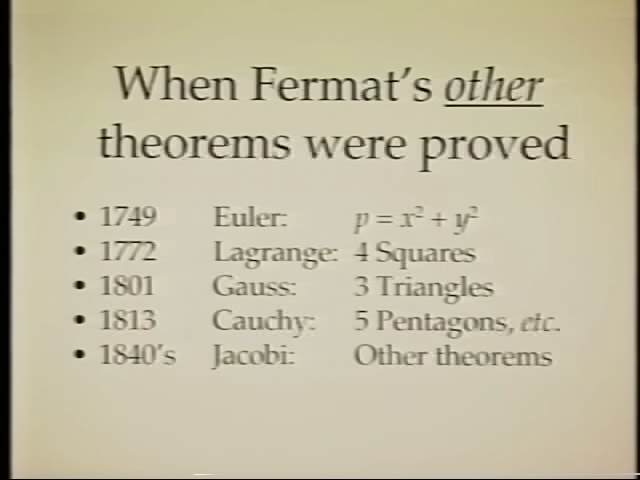 When Fermat's other
theorems were proved
• 1749 Euler: p = x² + y²
• 1772 Lagrange: 4 Squares
• 1801 Gauss: 3 Triangles
• 1813 Cauchy: 5 Pentagons, etc.
• 1840's Jacobi: Other theorems